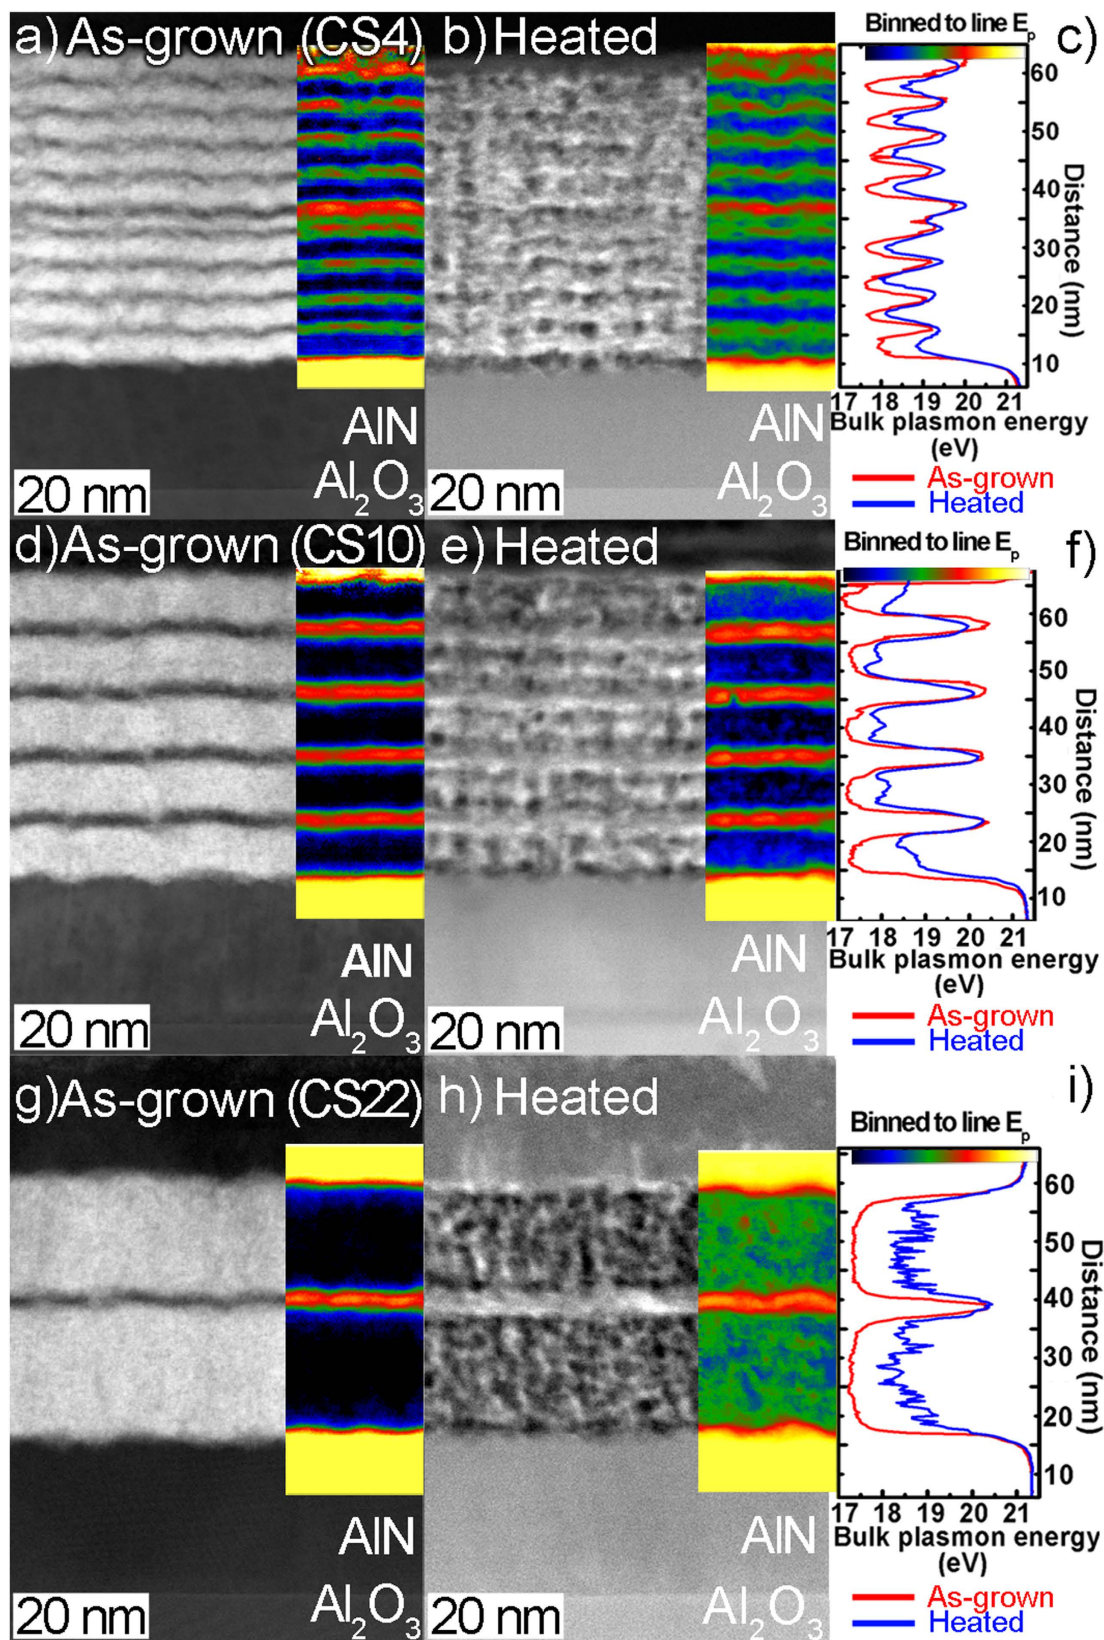 a) As-grown (CS4)
b) Heated
Binned to line Eₚ
c)
60
50
40
30
20
10
Distance (nm)
17 18 19 20 21
Bulk plasmon energy
(eV)
As-grown
Heated
AlN
Al₂O₃
20 nm
AlN
Al₂O₃
20 nm
d) As-grown (CS10)
e) Heated
Binned to line Eₚ
f)
60
50
40
30
20
10
Distance (nm)
17 18 19 20 21
Bulk plasmon energy
(eV)
As-grown
Heated
AlN
Al₂O₃
20 nm
AlN
Al₂O₃
20 nm
g) As-grown (CS22)
h) Heated
Binned to line Eₚ
i)
60
50
40
30
20
10
Distance (nm)
17 18 19 20 21
Bulk plasmon energy
(eV)
As-grown
Heated
AlN
Al₂O₃
20 nm
AlN
Al₂O₃
20 nm